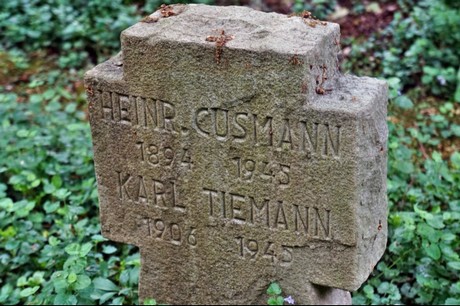 HEINR. CUSMANN
1894 1945
KARL TIEMANN
1906 1945